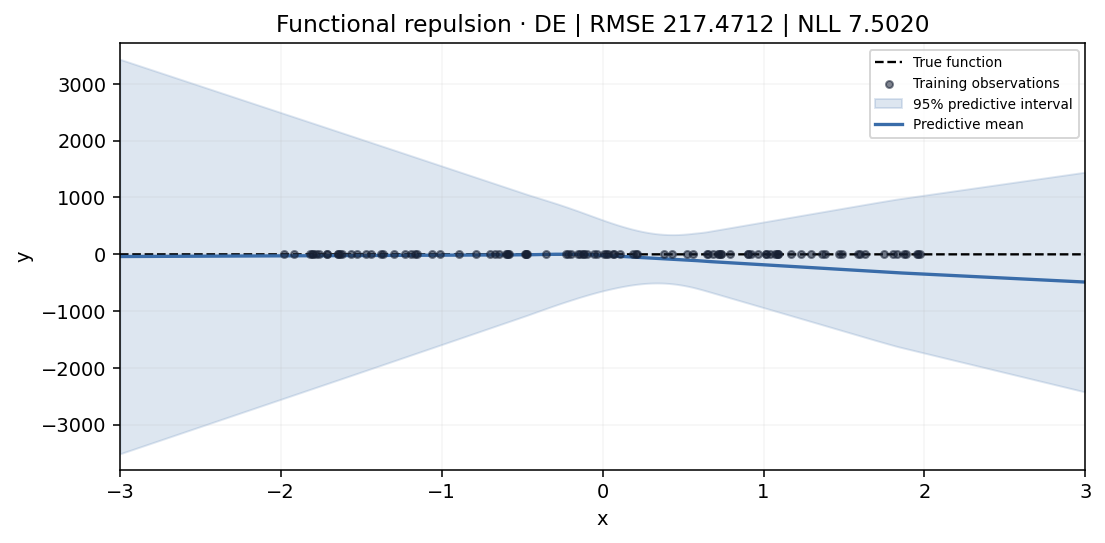 Functional repulsion · DE | RMSE 217.4712 | NLL 7.5020
True function
Training observations
95% predictive interval
Predictive mean
3000
2000
1000
0
−1000
−2000
−3000
y
−3 −2 −1 0 1 2 3
x